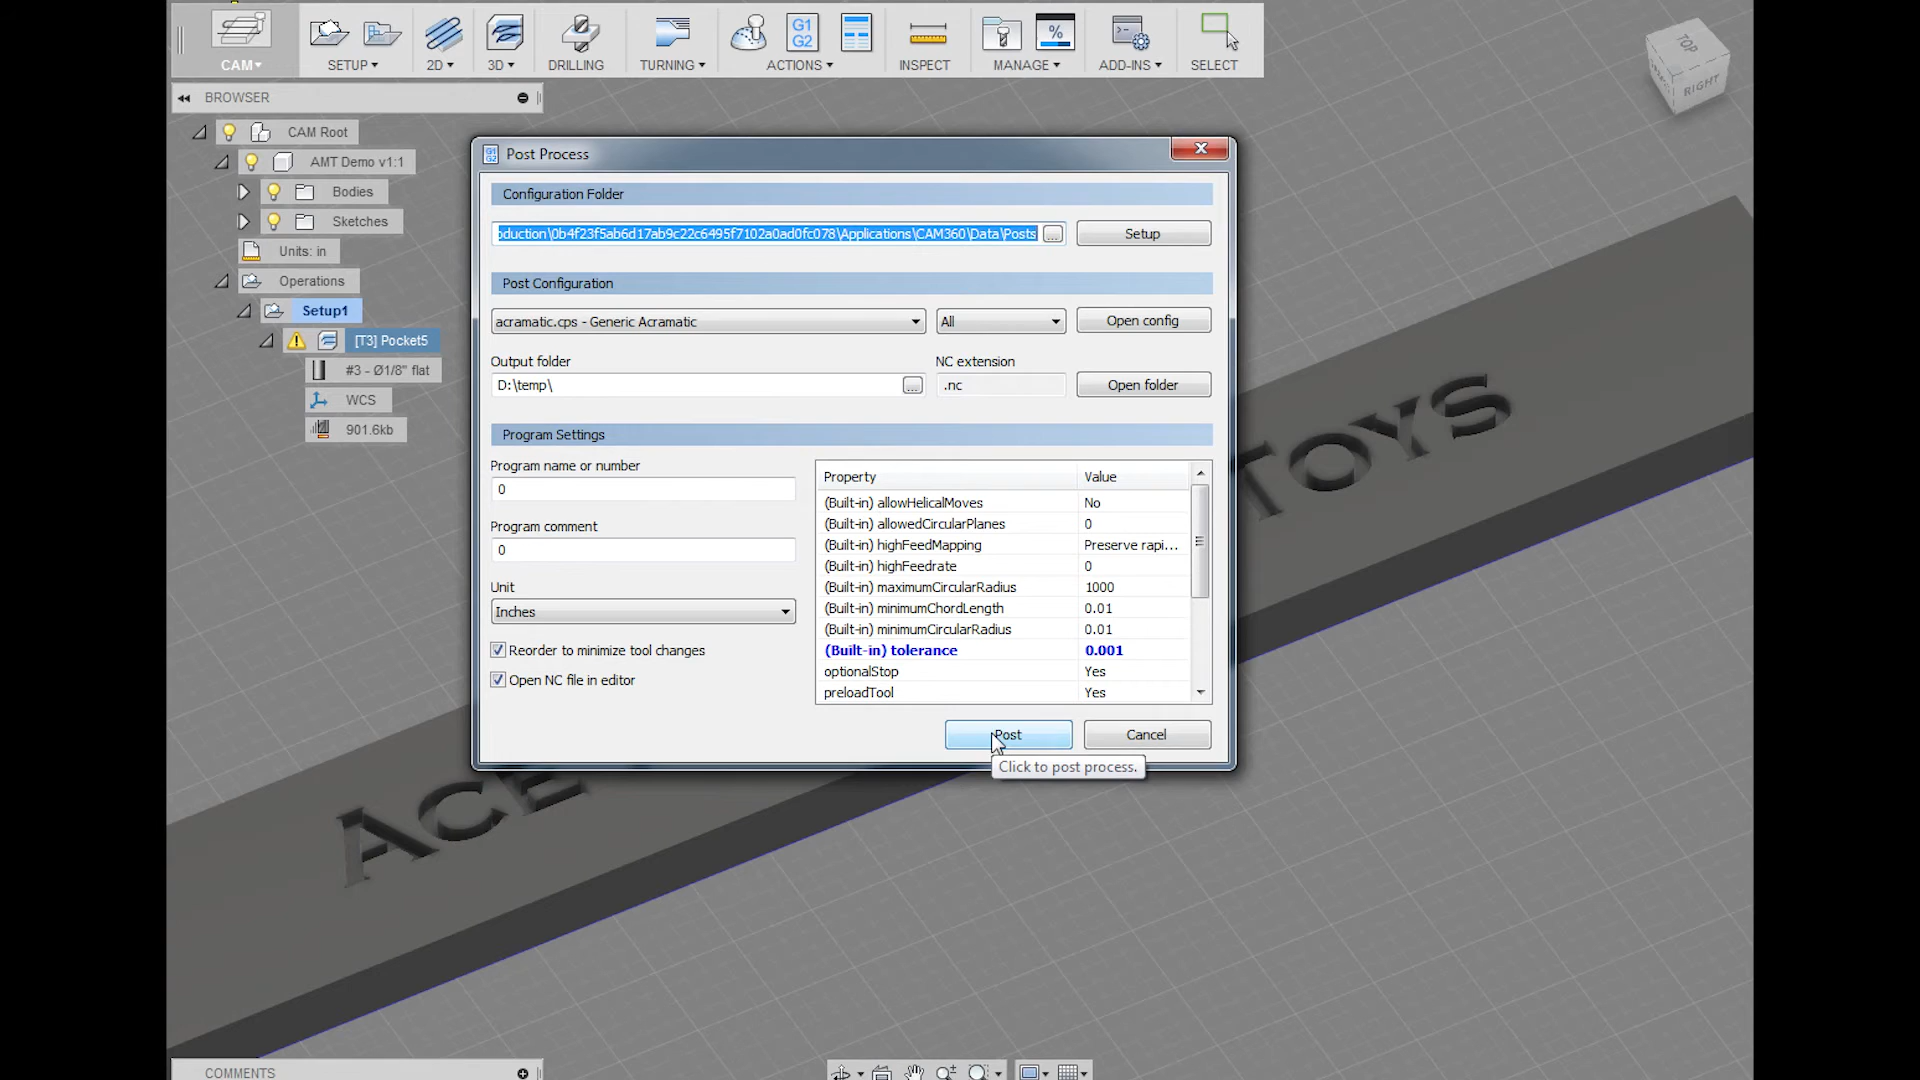 CAM▾
SETUP ▾
2D ▾
3D ▾
DRILLING
TURNING ▾
G1
G2
ACTIONS ▾
INSPECT
%
MANAGE ▾
ADD-INS ▾
SELECT
TOP
RIGHT
BROWSER
CAM Root
AMT Demo v1:1
Bodies
Sketches
Units: in
Operations
Setup1
[T3] Pocket5
#3 - Ø1/8" flat
WCS
901.6kb
Post Process
Configuration Folder
oduction\0b4f23f5ab6d17ab9c22c6495f7102a0ad0fc078\Applications\CAM360\Data\Posts
...
Setup
Post Configuration
acramatic.cps - Generic Acramatic
All
Open config
Output folder
NC extension
D:\temp\
...
.nc
Open folder
Program Settings
Program name or number
0
Program comment
0
Unit
Inches
Reorder to minimize tool changes
Open NC file in editor
Property Value
(Built-in) allowHelicalMoves No
(Built-in) allowedCircularPlanes 0
(Built-in) highFeedMapping Preserve rapi...
(Built-in) highFeedrate 0
(Built-in) maximumCircularRadius 1000
(Built-in) minimumChordLength 0.01
(Built-in) minimumCircularRadius 0.01
(Built-in) tolerance 0.001
optionalStop Yes
preloadTool Yes
Post
Cancel
Click to post process.
ACE
TOYS
COMMENTS